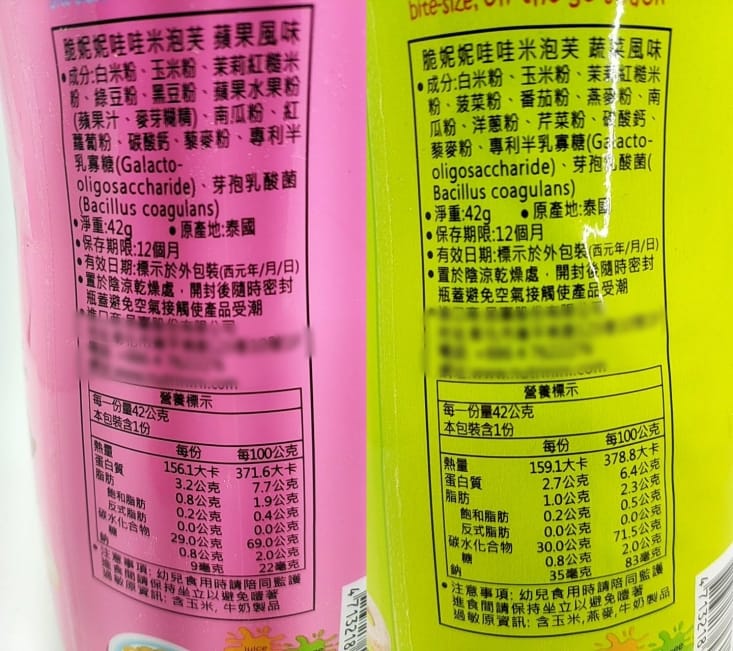 脆妮妮哇哇米泡芙 蘋果風味
•成分:白米粉、玉米粉、茉莉紅糙米
粉、綠豆粉、黑豆粉、蘋果水果粉
(蘋果汁、麥芽糊精)、南瓜粉、紅
蘿蔔粉、碳酸鈣、藜麥粉、專利半
乳寡糖(Galacto-
oligosaccharide)、芽孢乳酸菌
(Bacillus coagulans)
•淨重:42g •原產地:泰國
•保存期限:12個月
•有效日期:標示於外包裝(西元年/月/日)
•置於陰涼乾燥處，開封後隨時密封
瓶蓋避免空氣接觸使產品受潮
營養標示
每一份量42公克
本包裝含1份
每份 每100公克
熱量 156.1大卡 371.6大卡
蛋白質 3.2公克 7.7公克
脂肪 0.8公克 1.9公克
飽和脂肪 0.2公克 0.4公克
反式脂肪 0.0公克 0.0公克
碳水化合物 29.0公克 69.0公克
糖 0.8公克 2.0公克
鈉 9毫克 22毫克
•注意事項: 幼兒食用時請陪同監護
進食間請保持坐立以避免噎著
過敏原資訊: 含玉米, 牛奶製品
juice
bite-size,
脆妮妮哇哇米泡芙 蔬菜風味
•成分:白米粉、玉米粉、茉莉紅糙米
粉、菠菜粉、番茄粉、燕麥粉、南
瓜粉、洋蔥粉、芹菜粉、碳酸鈣、
藜麥粉、專利半乳寡糖(Galacto-
oligosaccharide)、芽孢乳酸菌(
Bacillus coagulans)
•淨重:42g •原產地:泰國
•保存期限:12個月
•有效日期:標示於外包裝(西元年/月/日)
•置於陰涼乾燥處，開封後隨時密封
瓶蓋避免空氣接觸使產品受潮
營養標示
每一份量42公克
本包裝含1份
每份 每100公克
熱量 159.1大卡 378.8大卡
蛋白質 2.7公克 6.4公克
脂肪 1.0公克 2.3公克
飽和脂肪 0.2公克 0.5公克
反式脂肪 0.0公克 0.0公克
碳水化合物 30.0公克 71.5公克
糖 0.8公克 2.0公克
鈉 35毫克 83毫克
•注意事項: 幼兒食用時請陪同監護
進食間請保持坐立以避免噎著
過敏原資訊: 含玉米,燕麥,牛奶製品
4713218
4713218